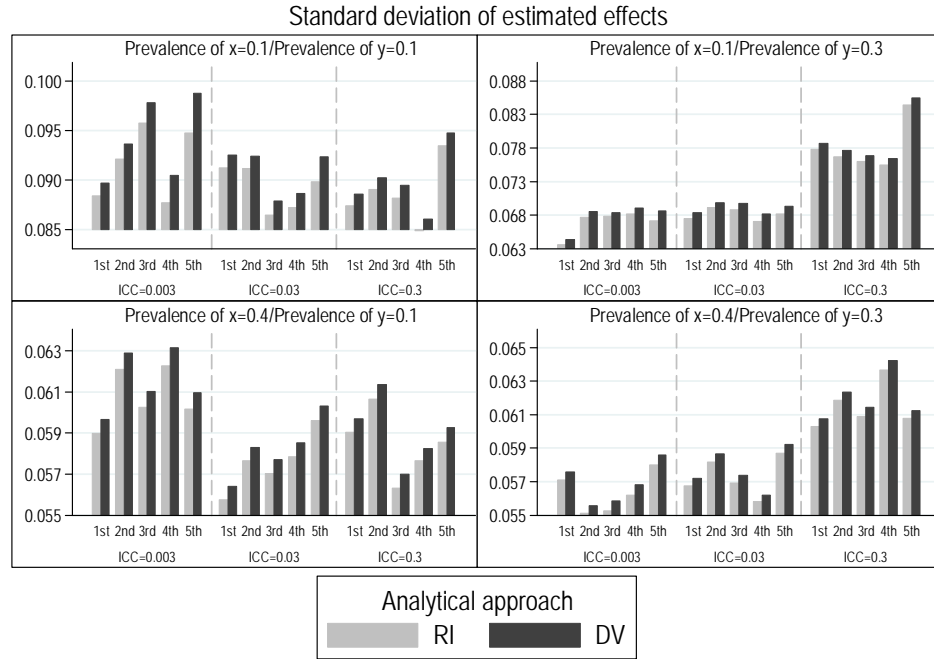 Standard deviation of estimated effects
Prevalence of x=0.1/Prevalence of y=0.1
0.100
0.095
0.090
0.085
1st 2nd 3rd 4th 5th 1st 2nd 3rd 4th 5th 1st 2nd 3rd 4th 5th
ICC=0.003 ICC=0.03 ICC=0.3
Prevalence of x=0.1/Prevalence of y=0.3
0.088
0.083
0.078
0.073
0.068
0.063
1st 2nd 3rd 4th 5th 1st 2nd 3rd 4th 5th 1st 2nd 3rd 4th 5th
ICC=0.003 ICC=0.03 ICC=0.3
Prevalence of x=0.4/Prevalence of y=0.1
0.063
0.061
0.059
0.057
0.055
1st 2nd 3rd 4th 5th 1st 2nd 3rd 4th 5th 1st 2nd 3rd 4th 5th
ICC=0.003 ICC=0.03 ICC=0.3
Prevalence of x=0.4/Prevalence of y=0.3
0.065
0.063
0.061
0.059
0.057
0.055
1st 2nd 3rd 4th 5th 1st 2nd 3rd 4th 5th 1st 2nd 3rd 4th 5th
ICC=0.003 ICC=0.03 ICC=0.3
Analytical approach
RI DV